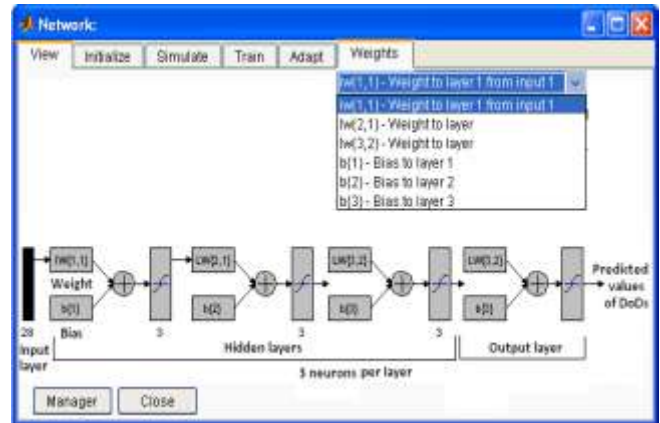 Network:
View Initialize Simulate Train Adapt Weights
iw{1,1} - Weight to layer 1 from input 1
iw{1,1} - Weight to layer 1 from input 1
lw{2,1} - Weight to layer
lw{3,2} - Weight to layer
b{1} - Bias to layer 1
b{2} - Bias to layer 2
b{3} - Bias to layer 3
IW{1,1} LW{2,1} LW{3,2} LW{3,2}
Weight
Predicted values of DoDs
b{1} b{2} b{3} b{3}
28 Bias 3 3 3
Input layer
Hidden layers
Output layer
3 neurons per layer
Manager Close